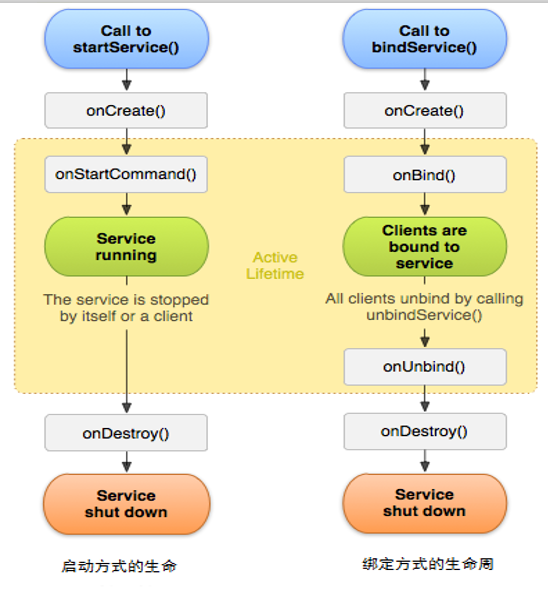 Call to
startService()
onCreate()
onStartCommand()
Service
running
The service is stopped
by itself or a client
onDestroy()
Service
shut down
启动方式的生命
Active
Lifetime
Call to
bindService()
onCreate()
onBind()
Clients are
bound to
service
All clients unbind by calling
unbindService()
onUnbind()
onDestroy()
Service
shut down
绑定方式的生命周